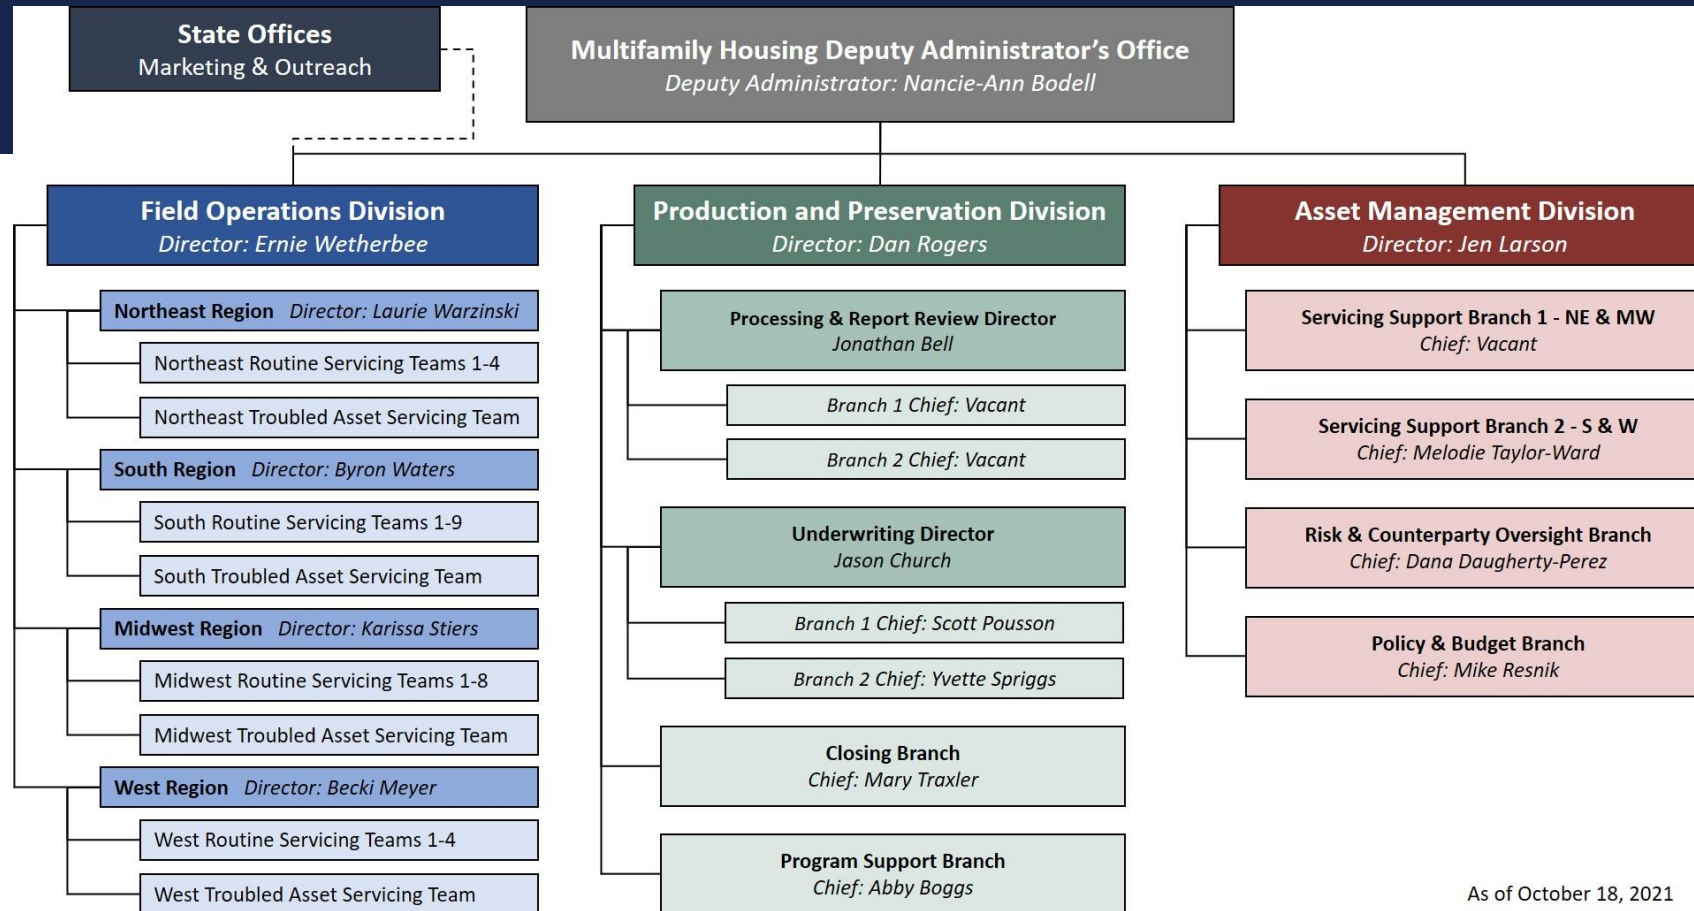 State Offices
Marketing & Outreach
Multifamily Housing Deputy Administrator’s Office
Deputy Administrator: Nancie-Ann Bodell
Field Operations Division
Director: Ernie Wetherbee
Northeast Region Director: Laurie Warzinski
Northeast Routine Servicing Teams 1-4
Northeast Troubled Asset Servicing Team
South Region Director: Byron Waters
South Routine Servicing Teams 1-9
South Troubled Asset Servicing Team
Midwest Region Director: Karissa Stiers
Midwest Routine Servicing Teams 1-8
Midwest Troubled Asset Servicing Team
West Region Director: Becki Meyer
West Routine Servicing Teams 1-4
West Troubled Asset Servicing Team
Production and Preservation Division
Director: Dan Rogers
Processing & Report Review Director
Jonathan Bell
Branch 1 Chief: Vacant
Branch 2 Chief: Vacant
Underwriting Director
Jason Church
Branch 1 Chief: Scott Pousson
Branch 2 Chief: Yvette Spriggs
Closing Branch
Chief: Mary Traxler
Program Support Branch
Chief: Abby Boggs
Asset Management Division
Director: Jen Larson
Servicing Support Branch 1 - NE & MW
Chief: Vacant
Servicing Support Branch 2 - S & W
Chief: Melodie Taylor-Ward
Risk & Counterparty Oversight Branch
Chief: Dana Daugherty-Perez
Policy & Budget Branch
Chief: Mike Resnik
As of October 18, 2021